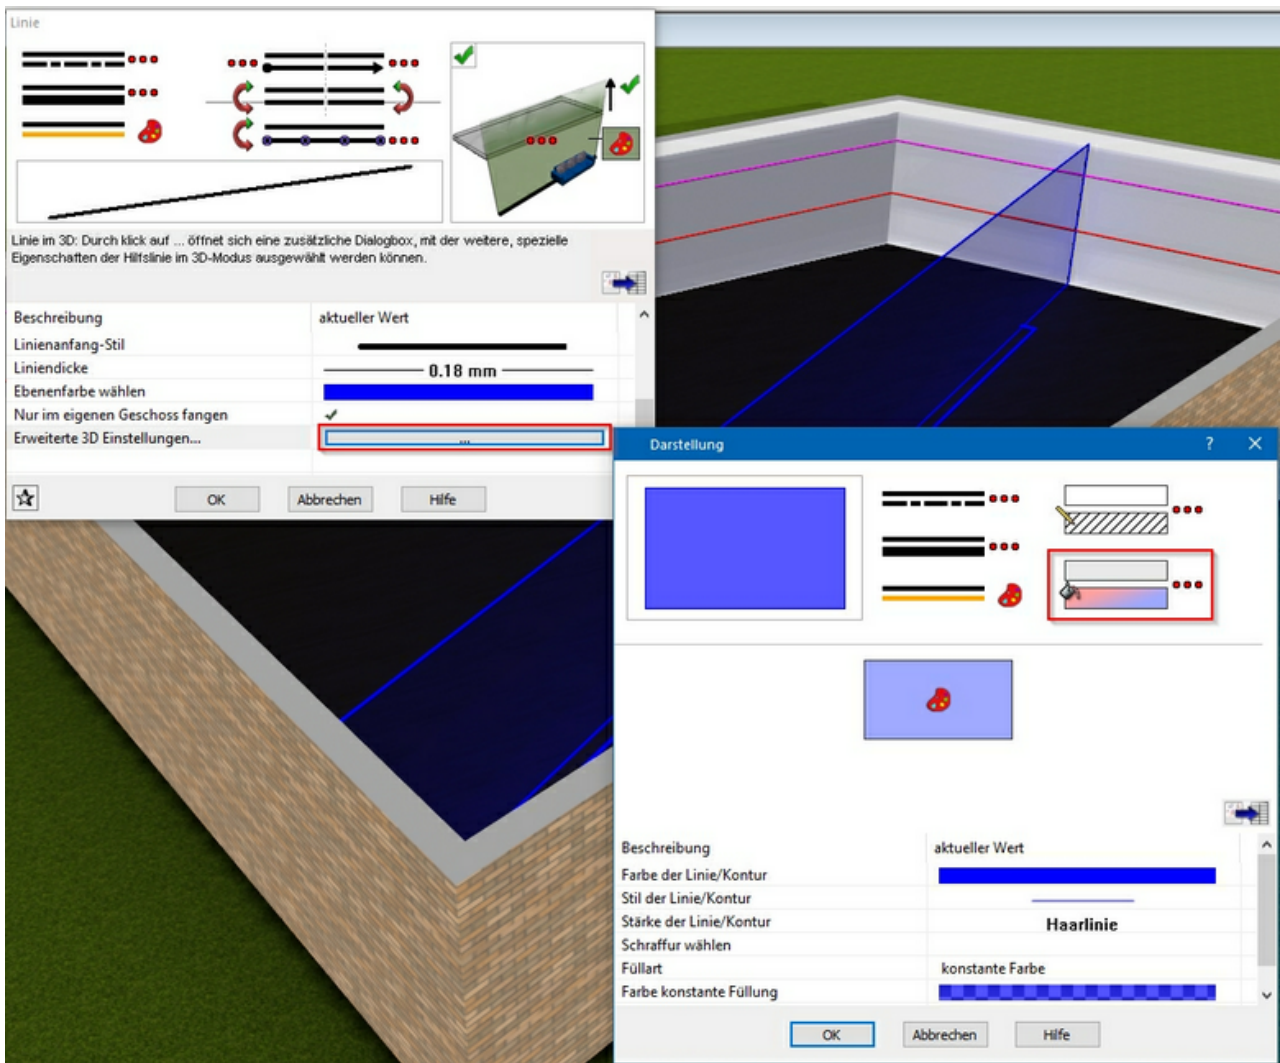 Linie
Linie im 3D: Durch klick auf ... öffnet sich eine zusätzliche Dialogbox, mit der weitere, spezielle
Eigenschaften der Hilfslinie im 3D-Modus ausgewählt werden können.
Beschreibung aktueller Wert
Linienanfang-Stil
Liniendicke 0.18 mm
Ebenenfarbe wählen
Nur im eigenen Geschoss fangen
Erweiterte 3D Einstellungen... ...
OK Abbrechen Hilfe
Darstellung ?
Beschreibung aktueller Wert
Farbe der Linie/Kontur
Stil der Linie/Kontur
Stärke der Linie/Kontur Haarlinie
Schraffur wählen
Füllart konstante Farbe
Farbe konstante Füllung
OK Abbrechen Hilfe